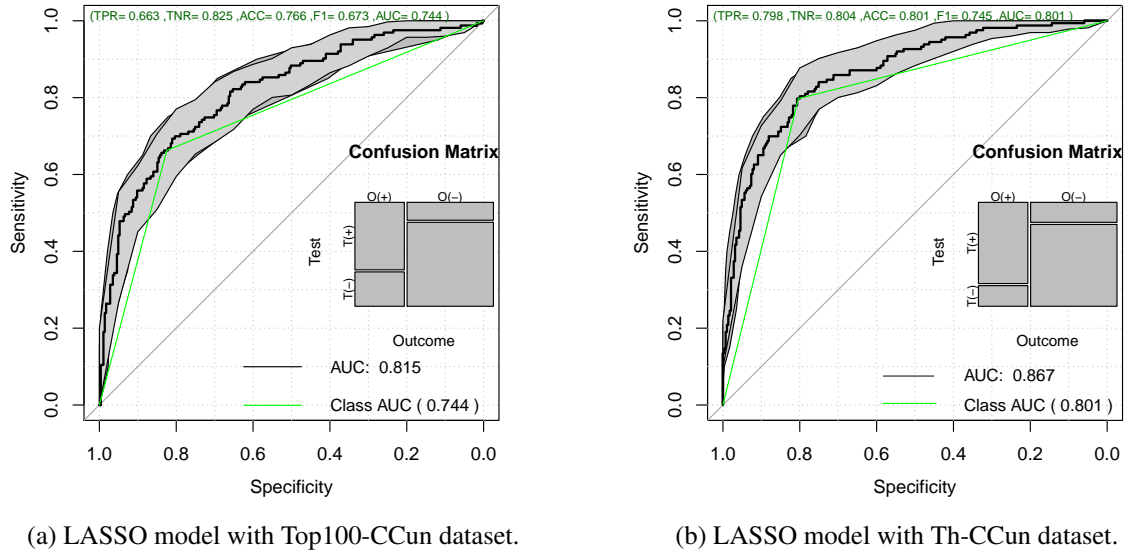 (TPR= 0.663 ,TNR= 0.825 ,ACC= 0.766 ,F1= 0.673 ,AUC= 0.744 )
Sensitivity
1.0
0.8
0.6
0.4
0.2
0.0
Confusion Matrix
O(+) O(−)
Test
T(+)
T(−)
Outcome
AUC: 0.815
Class AUC ( 0.744 )
1.0 0.8 0.6 0.4 0.2 0.0
Specificity
(a) LASSO model with Top100-CCun dataset.
(TPR= 0.798 ,TNR= 0.804 ,ACC= 0.801 ,F1= 0.745 ,AUC= 0.801 )
Sensitivity
1.0
0.8
0.6
0.4
0.2
0.0
Confusion Matrix
O(+) O(−)
Test
T(+)
T(−)
Outcome
AUC: 0.867
Class AUC ( 0.801 )
1.0 0.8 0.6 0.4 0.2 0.0
Specificity
(b) LASSO model with Th-CCun dataset.